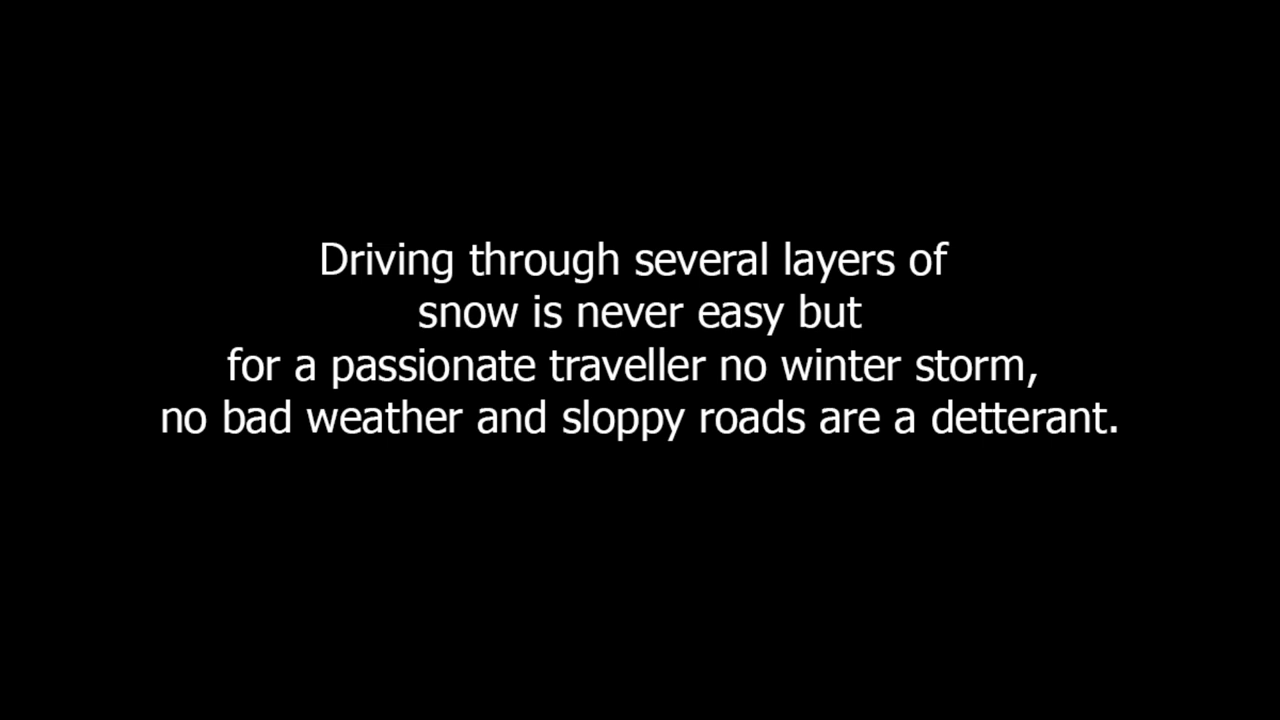 Driving through several layers of
snow is never easy but
for a passionate traveller no winter storm,
no bad weather and sloppy roads are a detterant.